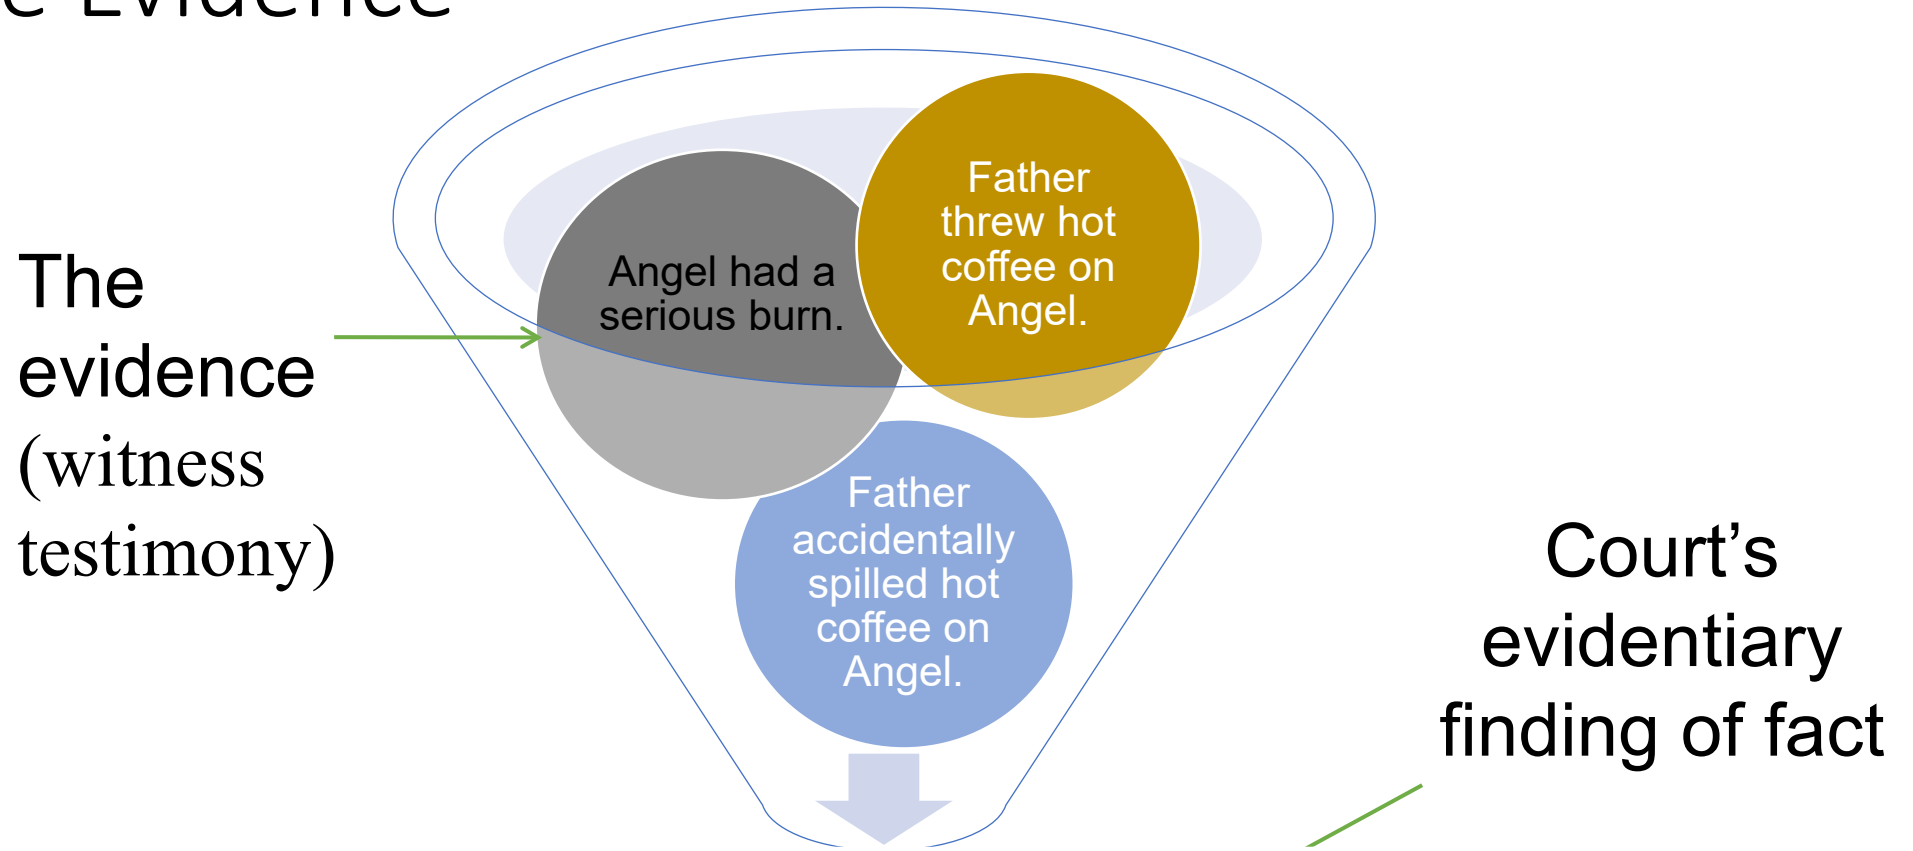 e Evidence
The
evidence
(witness
testimony)
Angel had a
serious burn.
Father
threw hot
coffee on
Angel.
Father
accidentally
spilled hot
coffee on
Angel.
Court’s
evidentiary
finding of fact